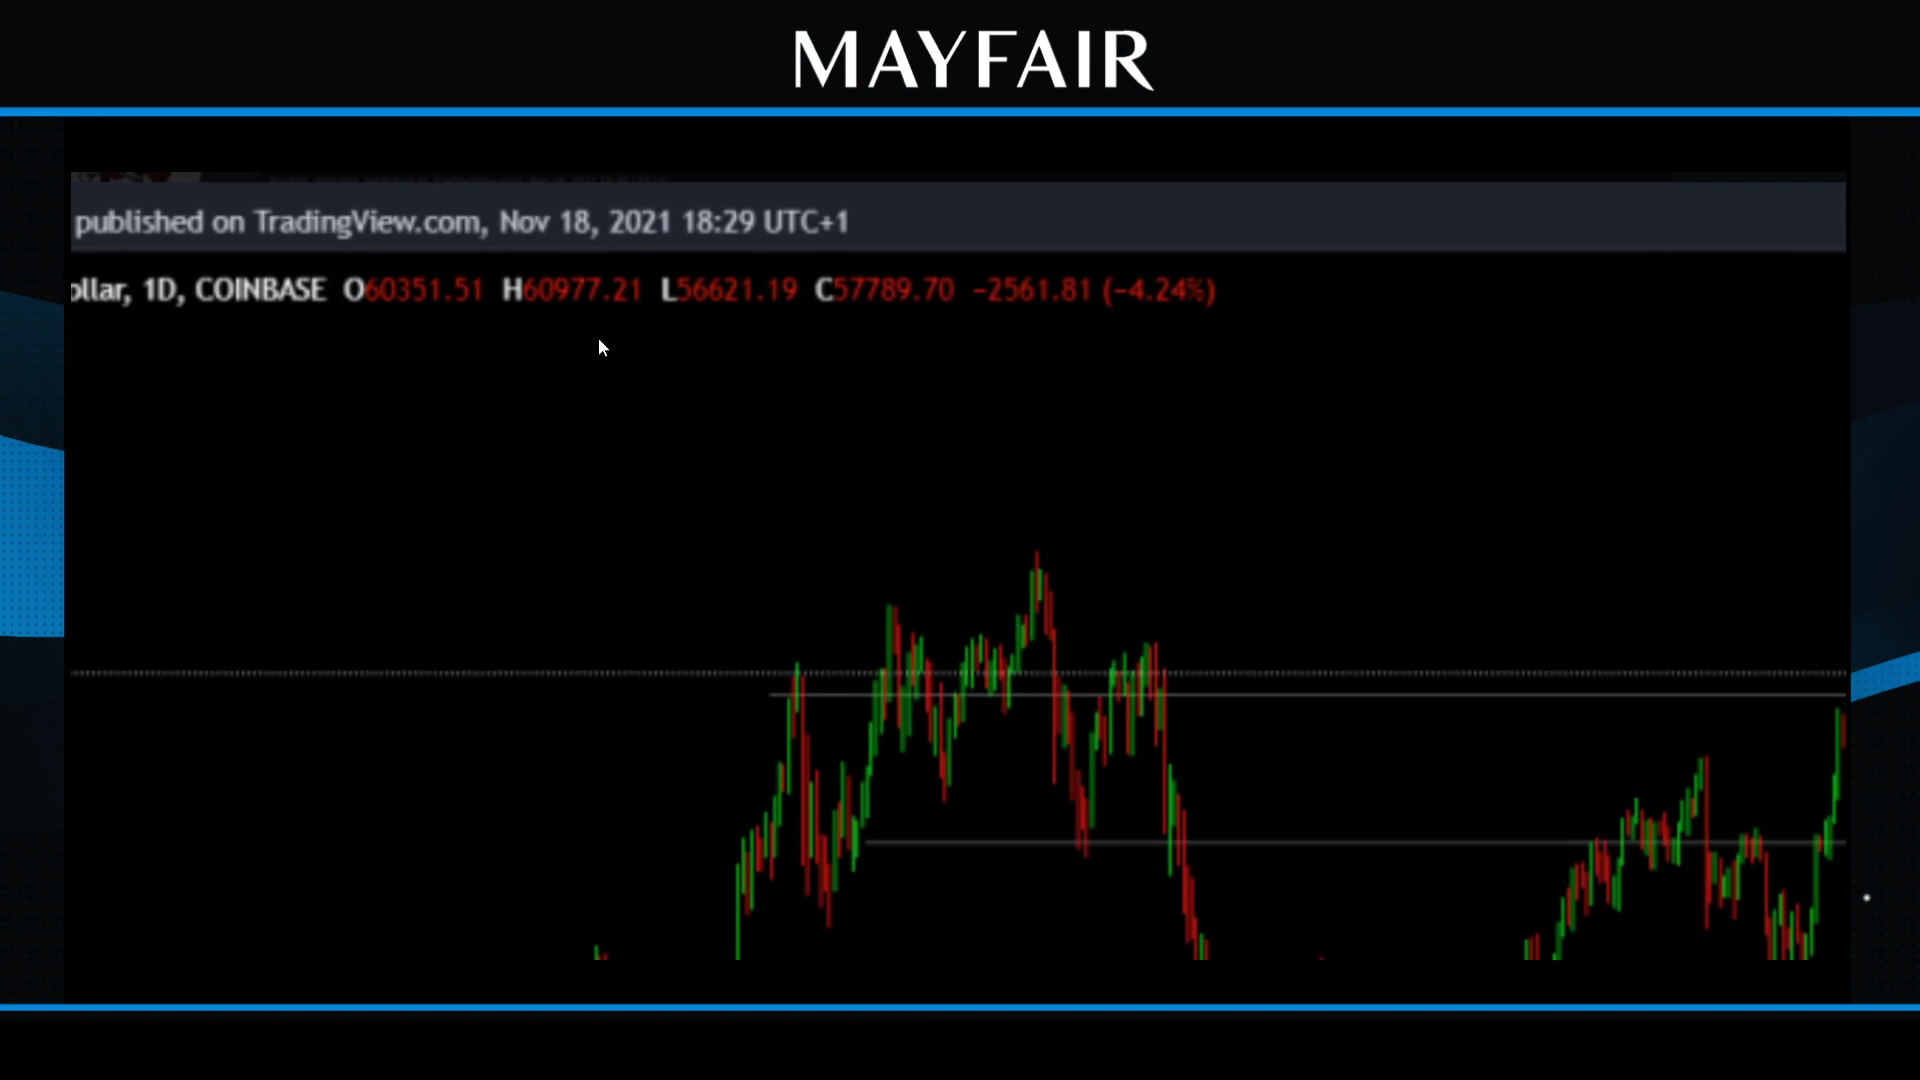 MAYFAIR
published on TradingView.com, Nov 18, 2021 18:29 UTC+1
ollar, 1D, COINBASE O60351.51 H60977.21 L56621.19 C57789.70 −2561.81 (−4.24%)